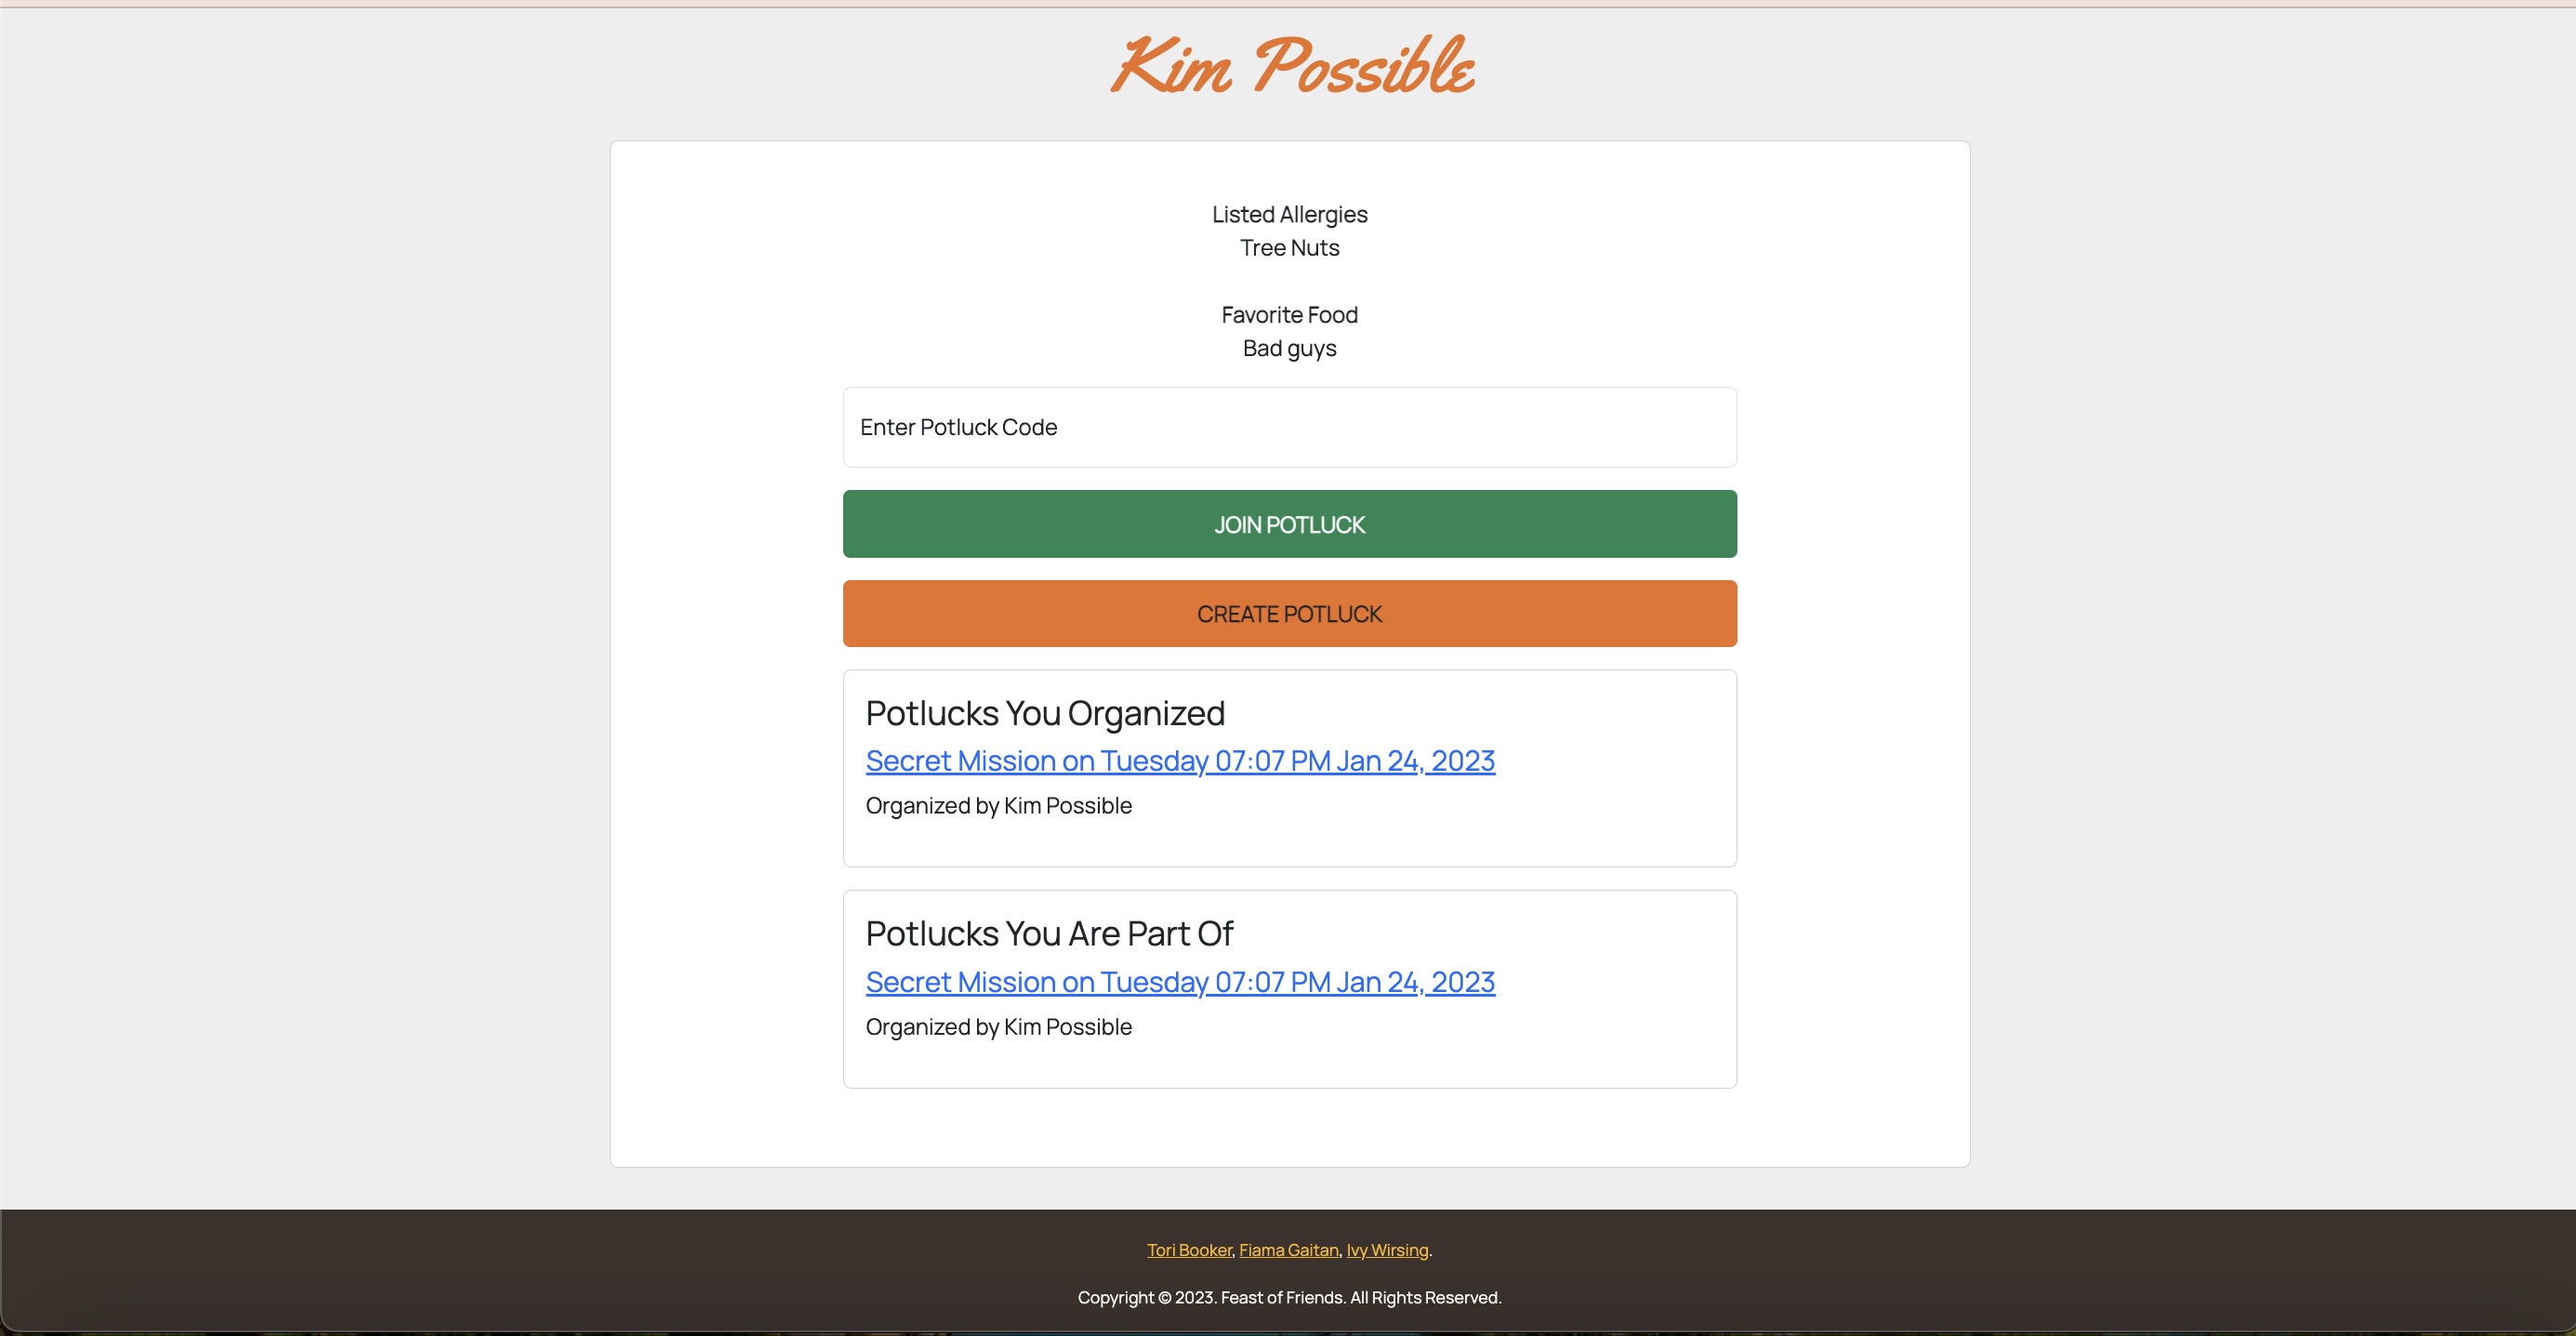 Kim Possible
Listed Allergies
Tree Nuts
Favorite Food
Bad guys
Enter Potluck Code
JOIN POTLUCK
CREATE POTLUCK
Potlucks You Organized
Secret Mission on Tuesday 07:07 PM Jan 24, 2023
Organized by Kim Possible
Potlucks You Are Part Of
Secret Mission on Tuesday 07:07 PM Jan 24, 2023
Organized by Kim Possible
Tori Booker, Fiama Gaitan, Ivy Wirsing.
Copyright © 2023. Feast of Friends. All Rights Reserved.